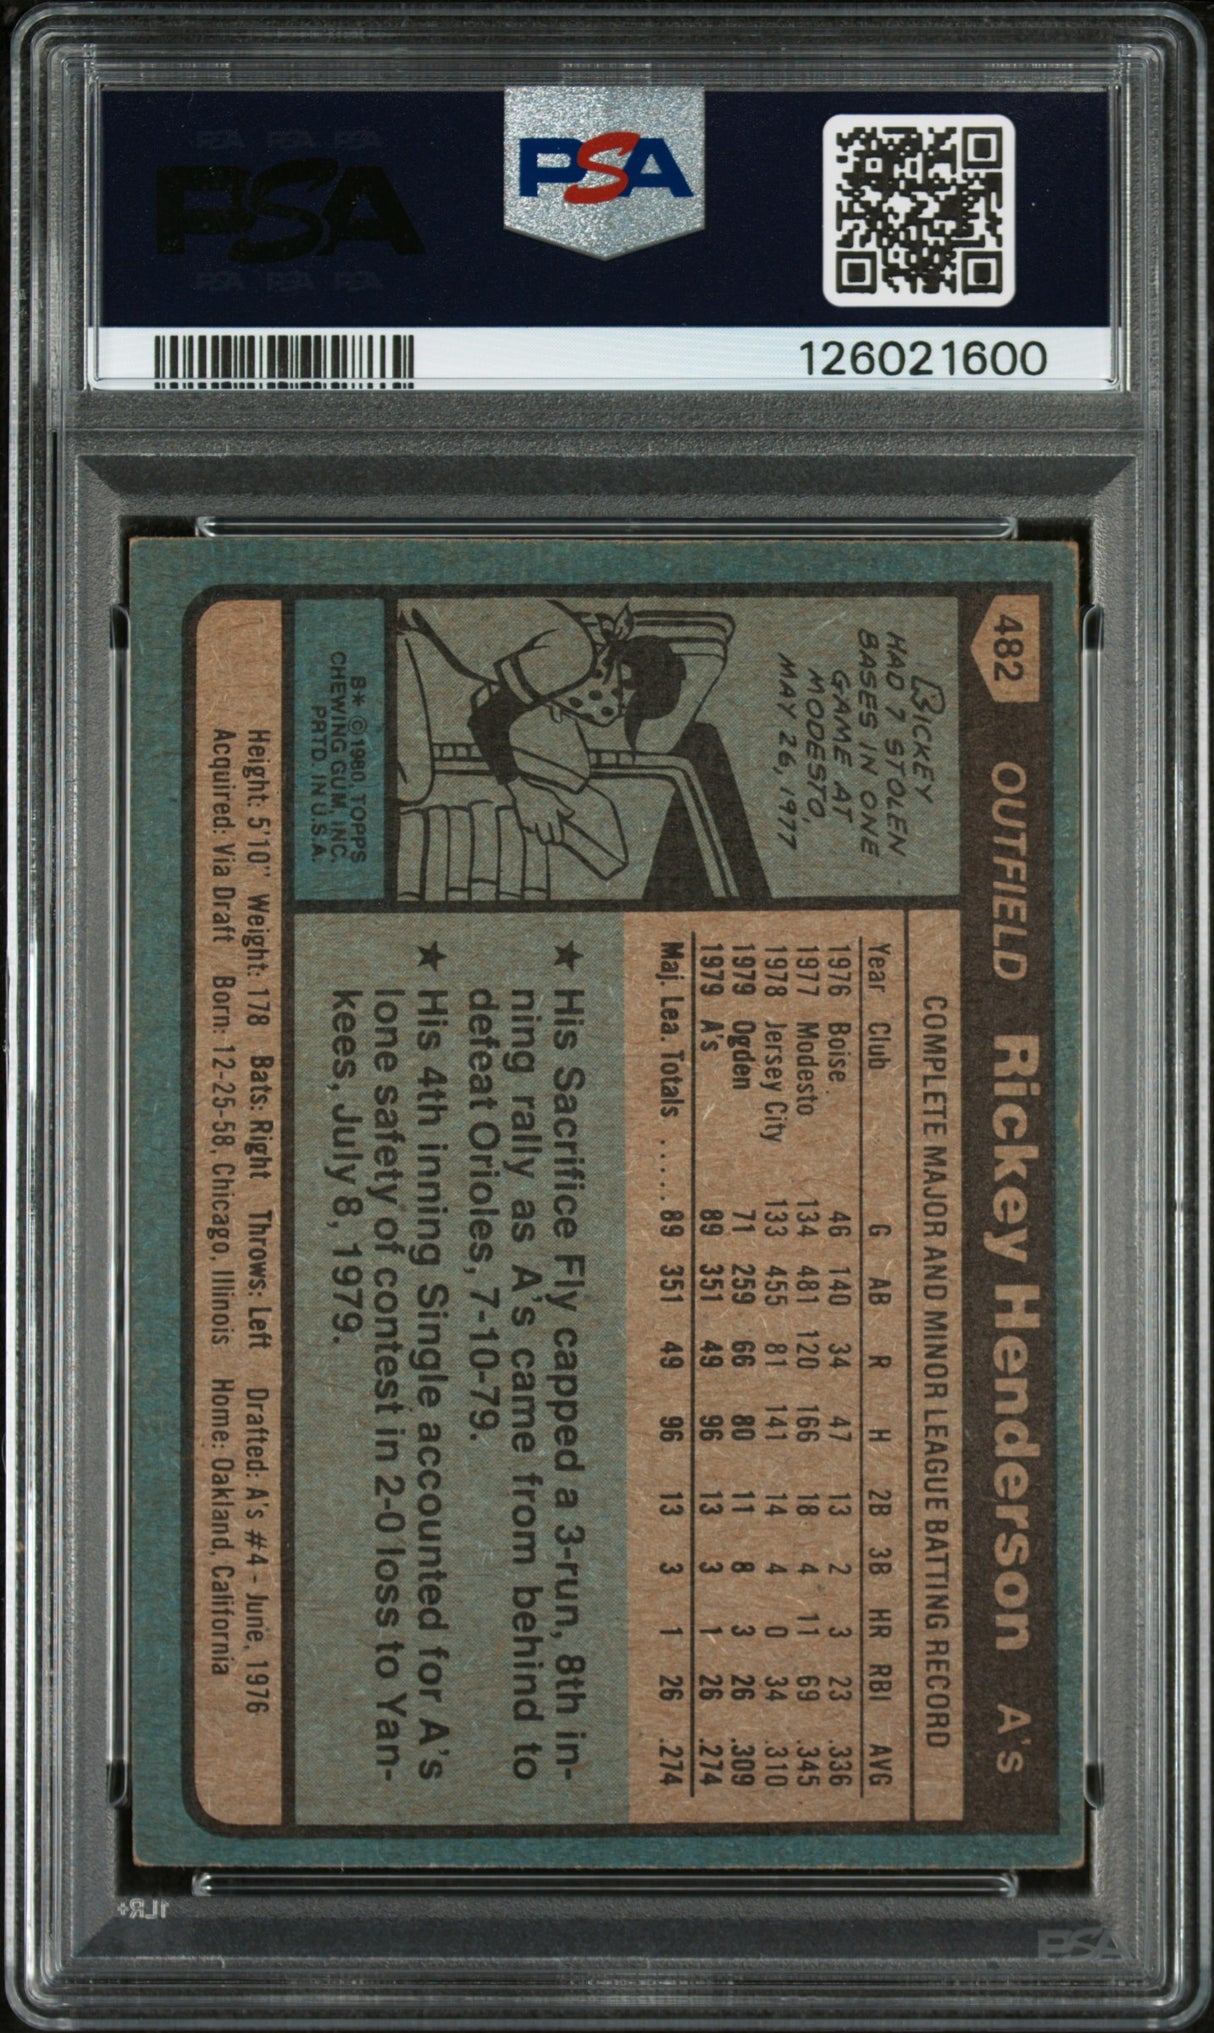 PSA PSA PSA
PSA
PSA PSA PSA
PSA
126021600
482 OUTFIELD Rickey Henderson A's
RICKEY
HAD 7 STOLEN
BASES IN ONE
GAME AT
MODESTO,
MAY 26, 1977
B* © 1980 TOPPS
CHEWING GUM, INC.
PRTD. IN U.S.A.
COMPLETE MAJOR AND MINOR LEAGUE BATTING RECORD
Year Club G AB R H 2B 3B HR RBI AVG
1976 Boise 46 140 34 47 13 2 3 23 .336
1977 Modesto 134 481 120 166 18 4 11 69 .345
1978 Jersey City 133 455 81 141 14 4 0 34 .310
1979 Ogden 71 259 66 80 11 8 3 26 .309
1979 A's 89 351 49 96 13 3 1 26 .274
Maj. Lea. Totals ..... 89 351 49 96 13 3 1 26 .274
★ His Sacrifice Fly capped a 3-run, 8th in-
ning rally as A's came from behind to
defeat Orioles, 7-10-79.
★ His 4th inning Single accounted for A's
lone safety of contest in 2-0 loss to Yan-
kees, July 8, 1979.
Height: 5'10" Weight: 178 Bats: Right Throws: Left Drafted: A's #4 - June, 1976
Acquired: Via Draft Born: 12-25-58, Chicago, Illinois Home: Oakland, California
1LR+
PSA